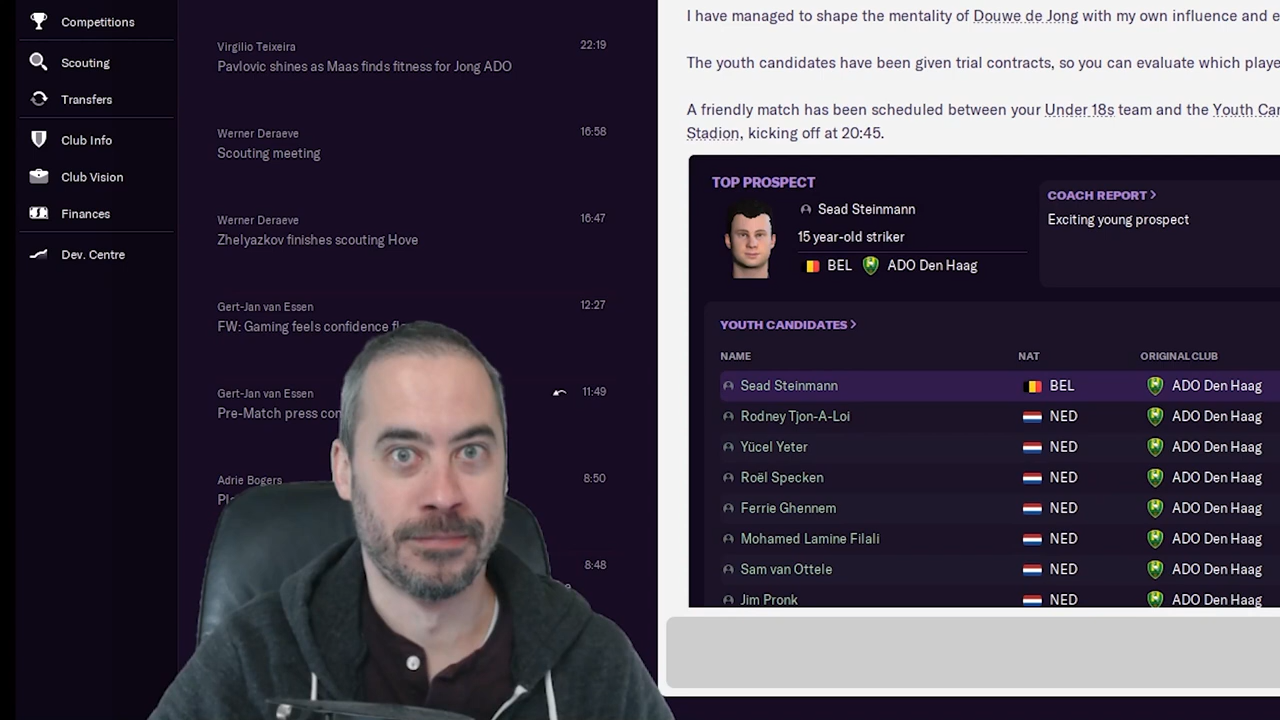 Competitions
Scouting
Transfers
Club Info
Club Vision
Finances
Dev. Centre
Virgilio Teixeira 22:19
Pavlovic shines as Maas finds fitness for Jong ADO
Werner Deraeve 16:58
Scouting meeting
Werner Deraeve 16:47
Zhelyazkov finishes scouting Hove
Gert-Jan van Essen 12:27
FW: Gaming feels confidence
Gert-Jan van Essen 11:49
Pre-Match press
Adrie Bogers 8:50
8:48
I have managed to shape the mentality of Douwe de Jong with my own influence and
The youth candidates have been given trial contracts, so you can evaluate which
A friendly match has been scheduled between your Under 18s team and the Youth
Stadion, kicking off at 20:45.
TOP PROSPECT
Sead Steinmann
15 year-old striker
BEL ADO Den Haag
COACH REPORT >
Exciting young prospect
YOUTH CANDIDATES >
NAME NAT ORIGINAL CLUB
Sead Steinmann BEL ADO Den Haag
Rodney Tjon-A-Loi NED ADO Den Haag
Yücel Yeter NED ADO Den Haag
Roël Specken NED ADO Den Haag
Ferrie Ghennem NED ADO Den Haag
Mohamed Lamine Filali NED ADO Den Haag
Sam van Ottele NED ADO Den Haag
Jim Pronk NED ADO Den Haag